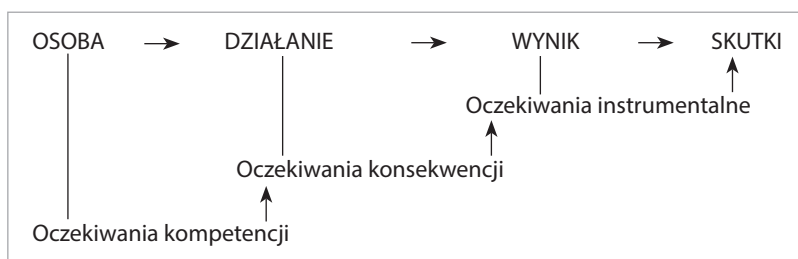 OSOBA → DZIAŁANIE → WYNIK → SKUTKI
Oczekiwania instrumentalne
Oczekiwania konsekwencji
Oczekiwania kompetencji